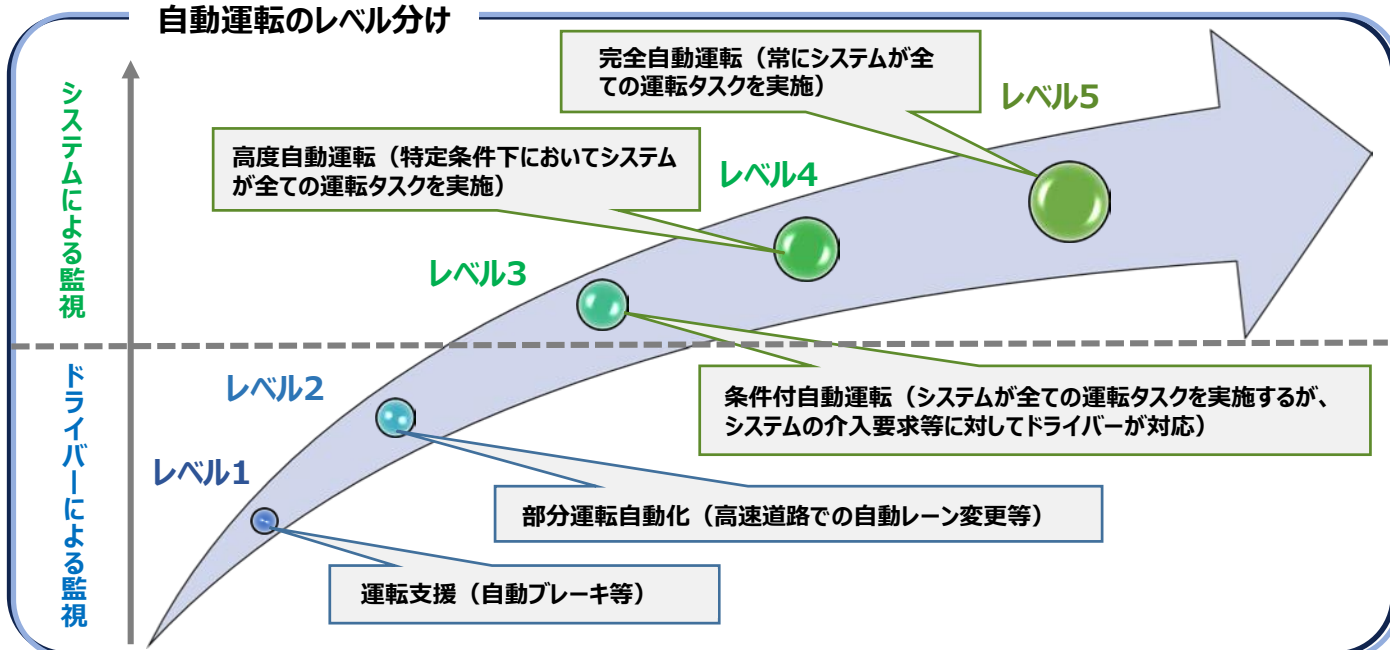 自動運転のレベル分け
システムによる監視
ドライバーによる監視
完全自動運転（常にシステムが全
ての運転タスクを実施）
レベル5
高度自動運転（特定条件下においてシステム
が全ての運転タスクを実施）
レベル4
レベル3
条件付自動運転（システムが全ての運転タスクを実施するが、
システムの介入要求等に対してドライバーが対応）
レベル2
部分運転自動化（高速道路での自動レーン変更等）
レベル1
運転支援（自動ブレーキ等）